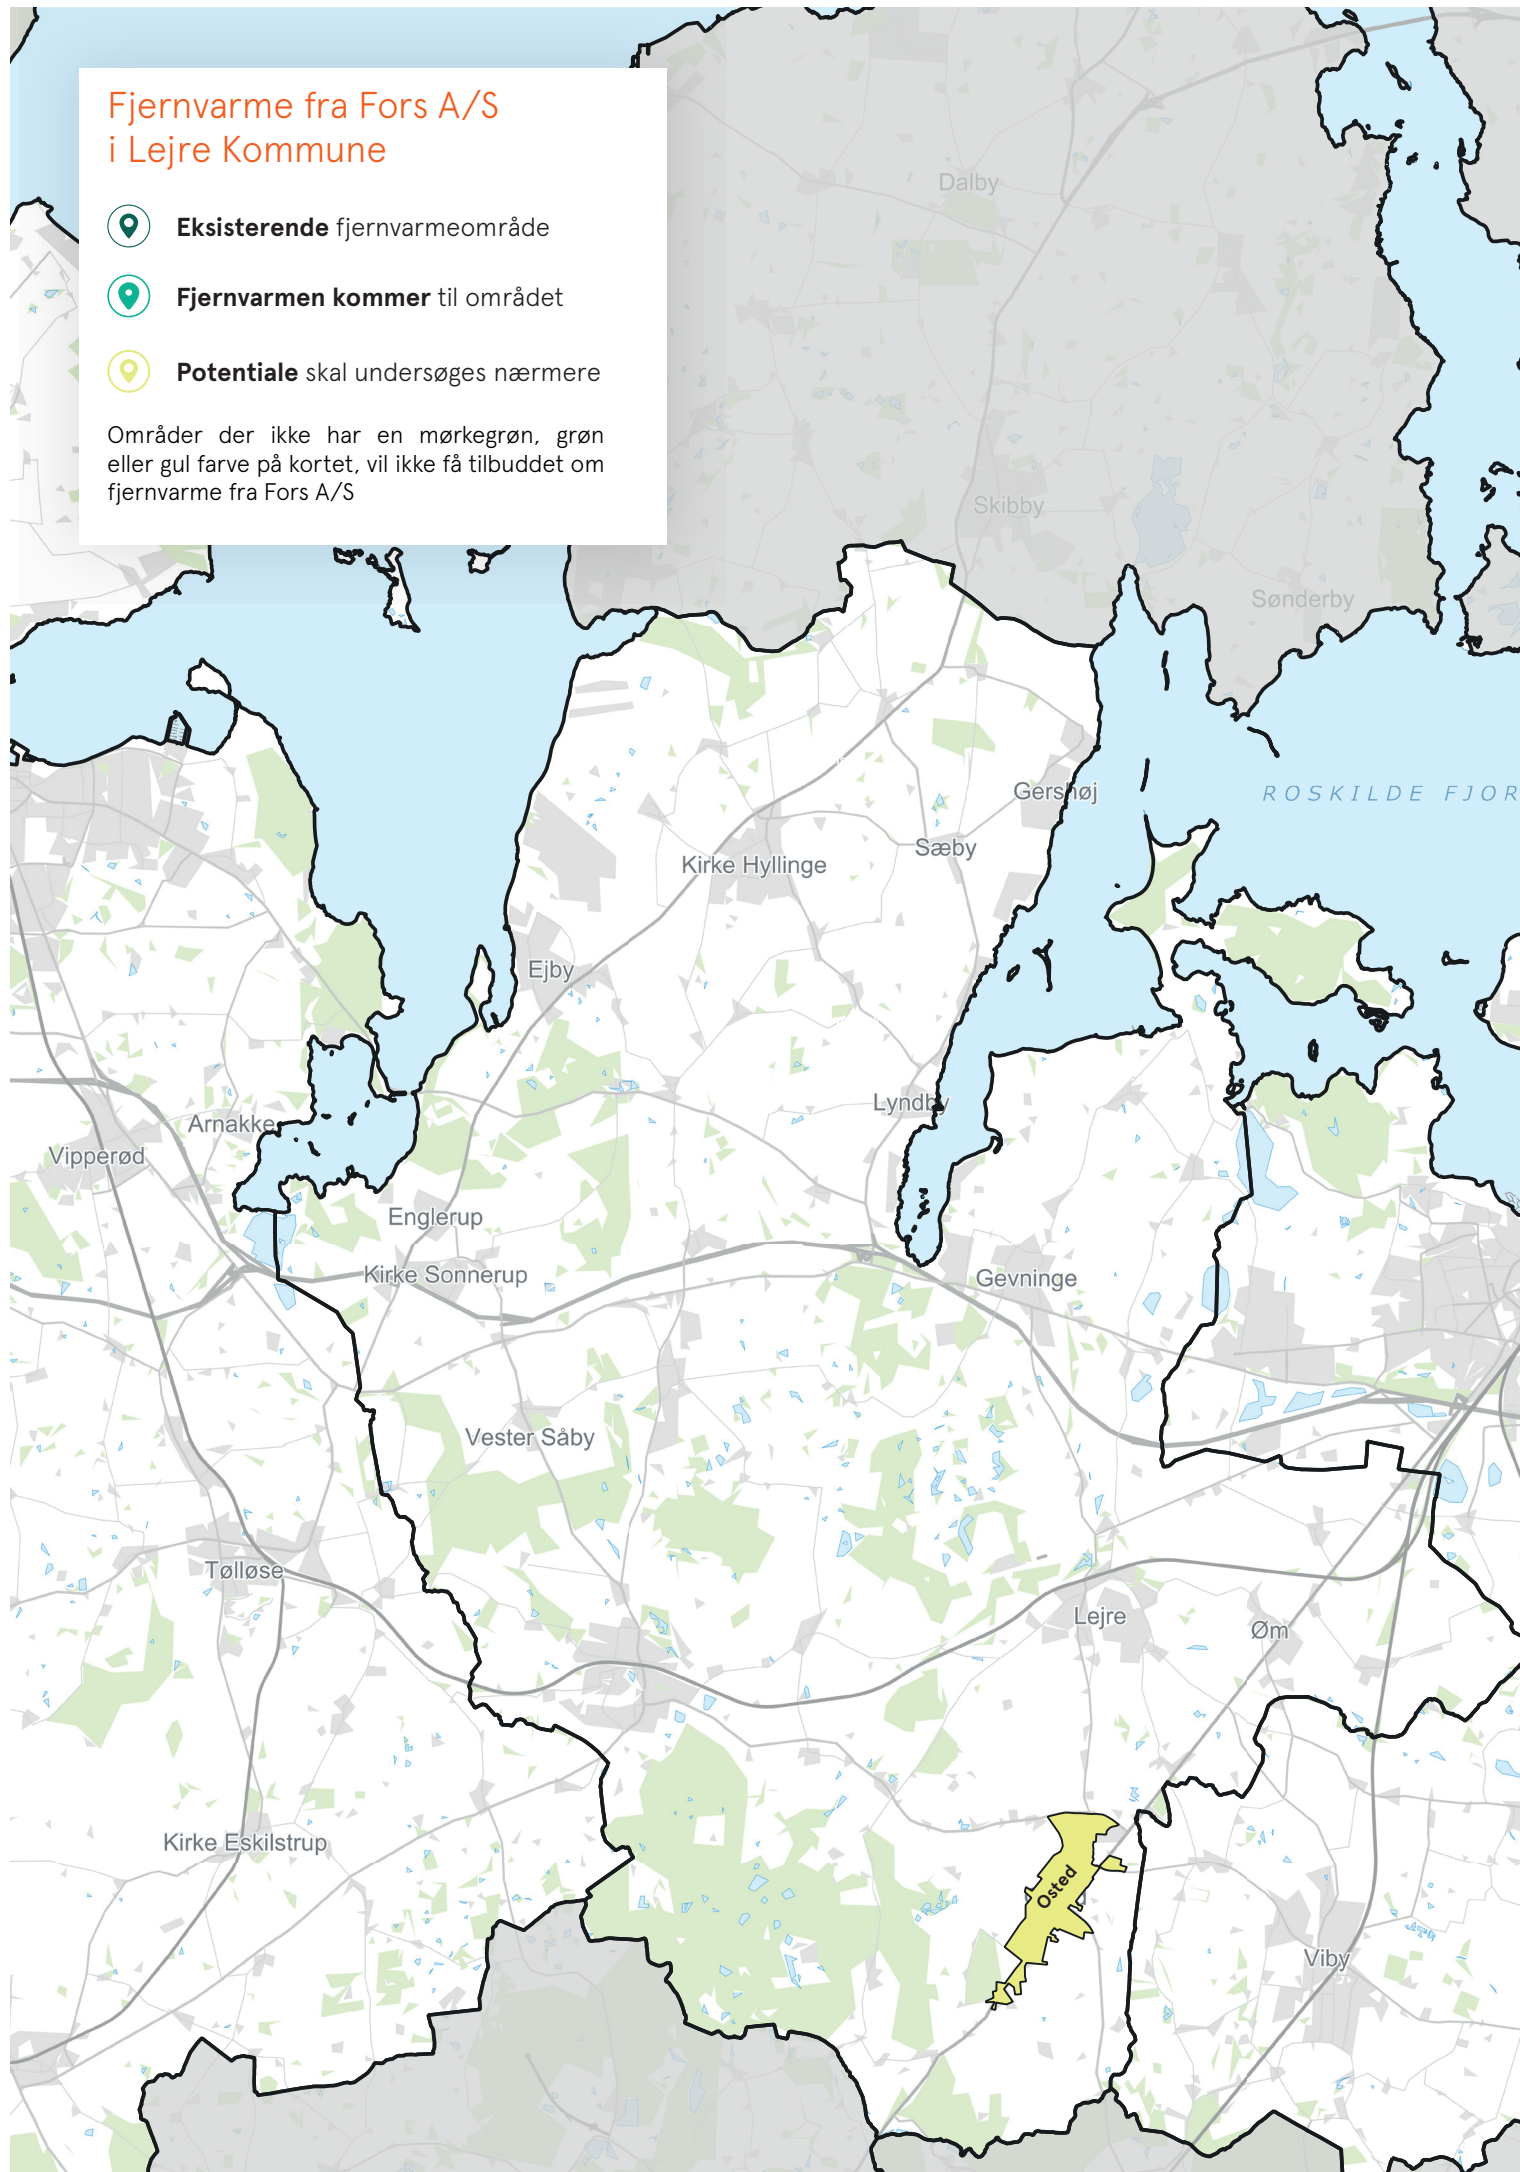 Fjernvarme fra Fors A/S
i Lejre Kommune
Eksisterende fjernvarmeområde
Fjernvarmen kommer til området
Potentiale skal undersøges nærmere
Områder der ikke har en mørkegrøn, grøn
eller gul farve på kortet, vil ikke få tilbuddet om
fjernvarme fra Fors A/S
Dalby
Skibby
Sønderby
Gershøj
ROSKILDE FJOR
Sæby
Kirke Hyllinge
Ejby
Lyndby
Arnakke
Vipperød
Englerup
Kirke Sonnerup
Gevninge
Vester Såby
Tølløse
Lejre
Øm
Kirke Eskilstrup
Osted
Viby